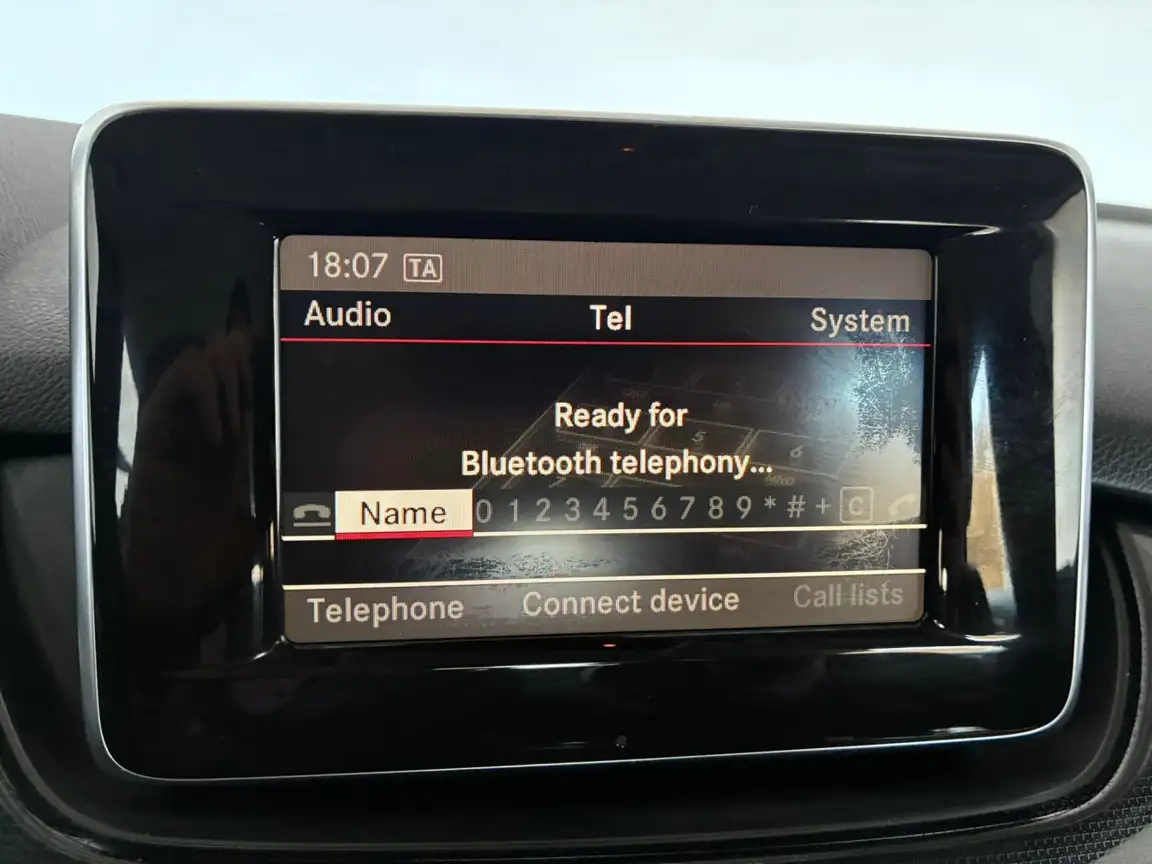 18:07 TA
Audio Tel System
Ready for
Bluetooth telephony...
Name 0 1 2 3 4 5 6 7 8 9 * # + C
Telephone Connect device Call lists